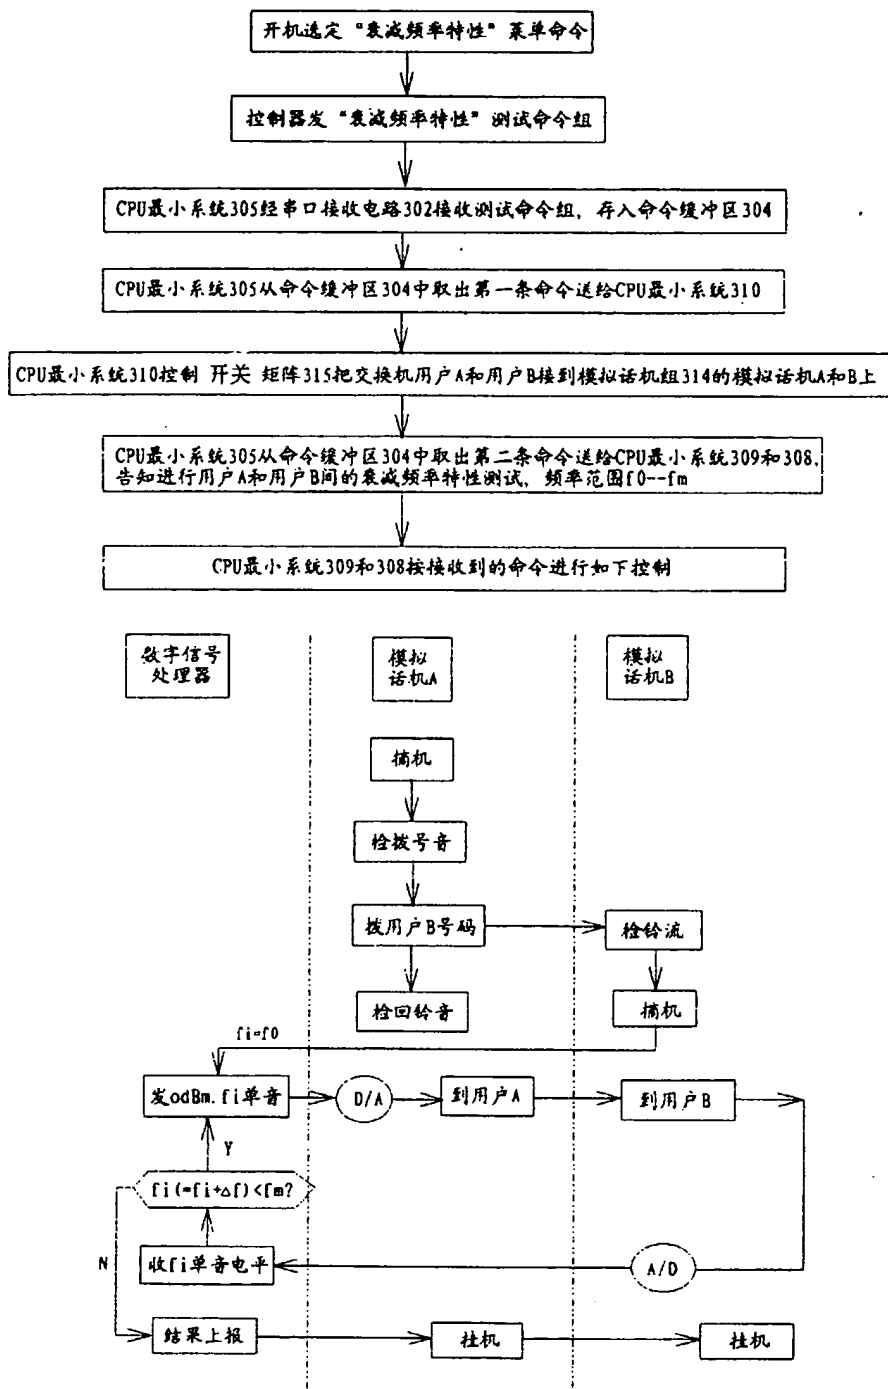 开机选定“衰减频率特性”菜单命令
控制器发“衰减频率特性”测试命令组
CPU最小系统305经串口接收电路302接收测试命令组, 存入命令缓冲区304
CPU最小系统305从命令缓冲区304中取出第一条命令送给CPU最小系统310
CPU最小系统310控制 开关 矩阵315把交换机用户A和用户B接到模拟话机组314的模拟话机A和B上
CPU最小系统305从命令缓冲区304中取出第二条命令送给CPU最小系统309和308,
告知进行用户A和用户B间的衰减频率特性测试, 频率范围f0--fm
CPU最小系统309和308按接收到的命令进行如下控制
数字信号
处理器
模拟
话机A
模拟
话机B
摘机
检拨号音
拨用户B号码
检铃流
检回铃音
摘机
fi=f0
发odBm.fi单音
D/A
到用户A
到用户B
Y
fi(=fi+△f)<fm?
N
收fi单音电平
A/D
结果上报
挂机
挂机